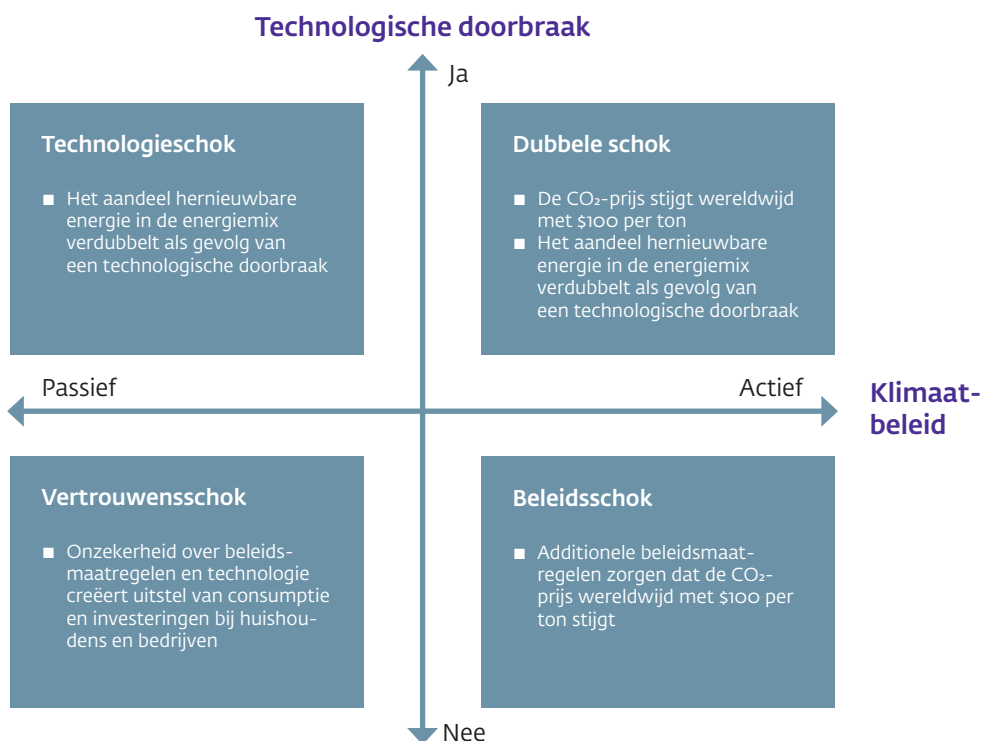 Technologische doorbraak
Ja
Technologieschok
■ Het aandeel hernieuwbare
energie in de energiemix
verdubbelt als gevolg van
een technologische doorbraak
Dubbele schok
■ De CO₂-prijs stijgt wereldwijd
met $100 per ton
■ Het aandeel hernieuwbare
energie in de energiemix
verdubbelt als gevolg van
een technologische doorbraak
Passief
Actief
Klimaat-
beleid
Vertrouwensschok
■ Onzekerheid over beleids-
maatregelen en technologie
creëert uitstel van consumptie
en investeringen bij huishou-
dens en bedrijven
Beleidsschok
■ Additionele beleidsmaat-
regelen zorgen dat de CO₂-
prijs wereldwijd met $100 per
ton stijgt
Nee